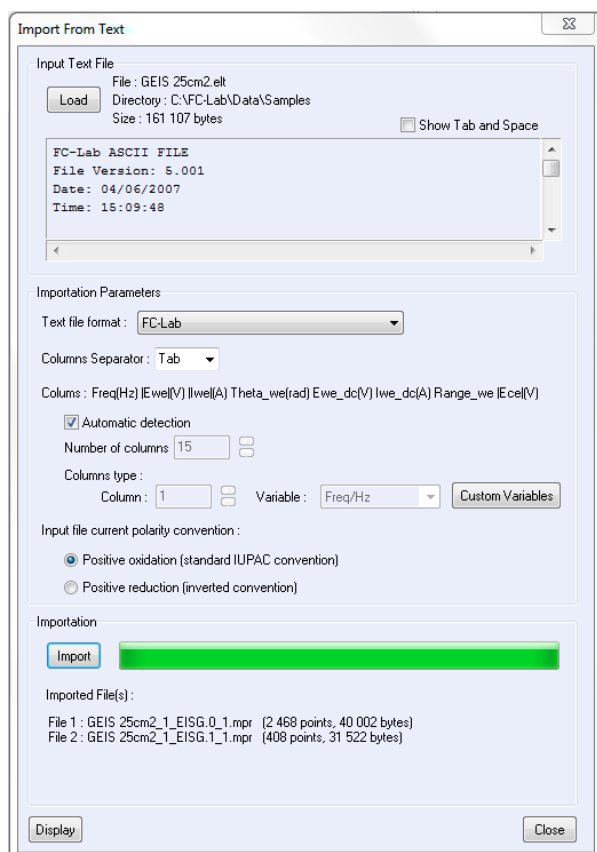 Import From Text
Input Text File
Load
File : GEIS 25cm2.elt
Directory : C:\FC-Lab\Data\Samples
Size : 161 107 bytes
Show Tab and Space
FC-Lab ASCII FILE
File Version: 5.001
Date: 04/06/2007
Time: 15:09:48
Importation Parameters
Text file format : FC-Lab
Columns Separator : Tab
Colums : Freq(Hz) |Ewe|(V) |Iwe|(A) Theta_we(rad) Ewe_dc(V) Iwe_dc(A) Range_we |Ece|(V)
Automatic detection
Number of columns 15
Columns type :
Column : 1 Variable : Freq/Hz Custom Variables
Input file current polarity convention :
Positive oxidation (standard IUPAC convention)
Positive reduction (inverted convention)
Importation
Import
Imported File(s) :
File 1 : GEIS 25cm2_1_EISG.0_1.mpr (2 468 points, 40 002 bytes)
File 2 : GEIS 25cm2_1_EISG.1_1.mpr (408 points, 31 522 bytes)
Display Close